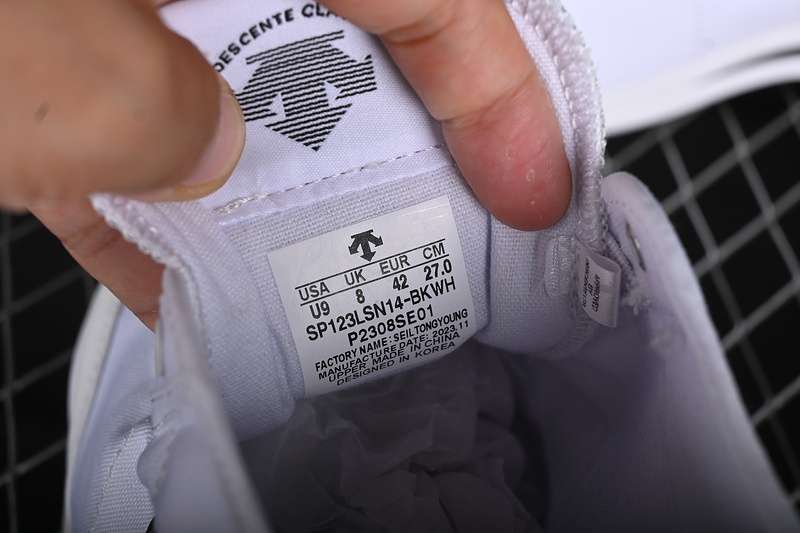 DESCENTE
USA UK EUR CM
U9 8 42 27.0
SP123LSN14-BKWH
P2308SE01
FACTORY NAME: SEILTONGYOUNG
MANUFACTURE DATE: 2023.11
UPPER MADE IN CHINA
DESIGNED IN KOREA